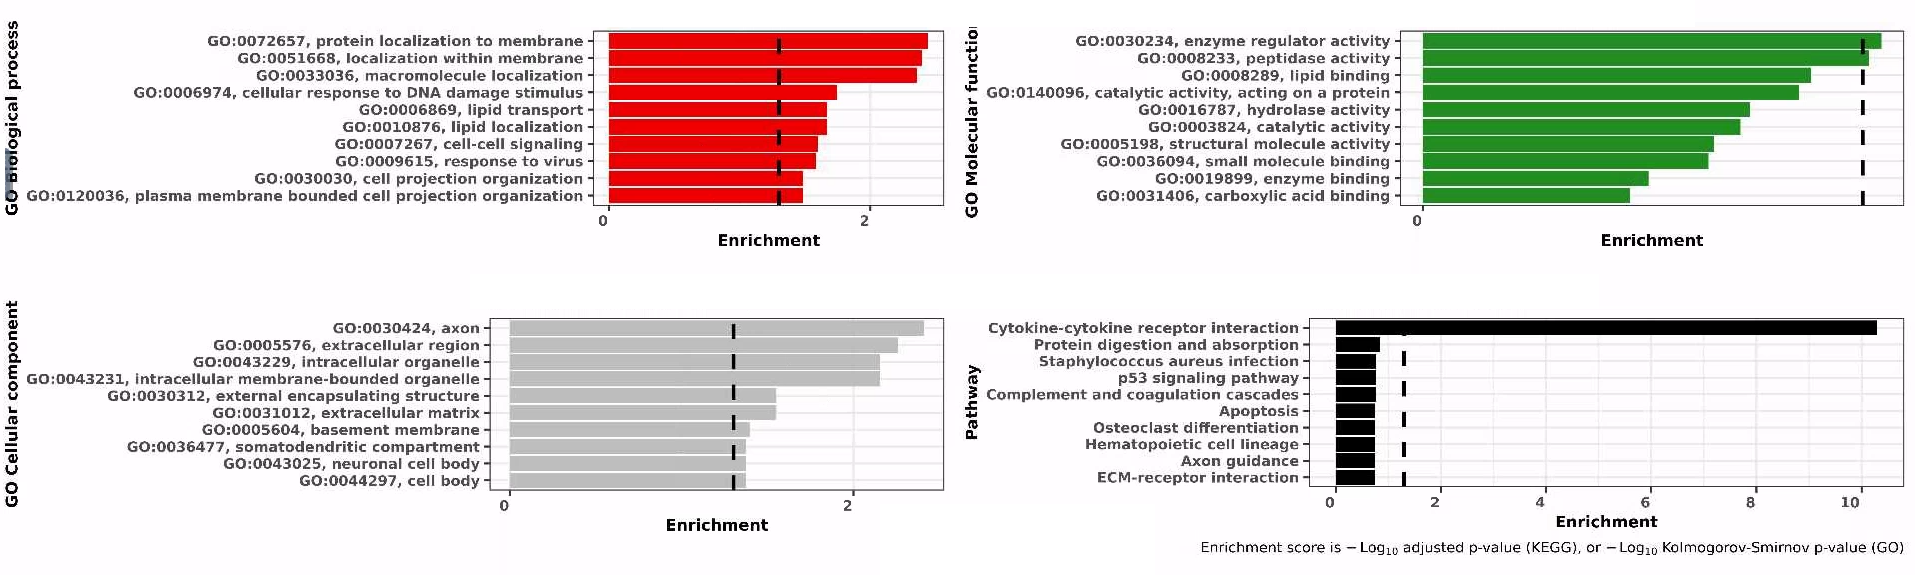 GO Biological process
GO:0072657, protein localization to membrane
GO:0051668, localization within membrane
GO:0033036, macromolecule localization
GO:0006974, cellular response to DNA damage stimulus
GO:0006869, lipid transport
GO:0010876, lipid localization
GO:0007267, cell-cell signaling
GO:0009615, response to virus
GO:0030030, cell projection organization
GO:0120036, plasma membrane bounded cell projection organization
0 2
Enrichment
GO Molecular functio
GO:0030234, enzyme regulator activity
GO:0008233, peptidase activity
GO:0008289, lipid binding
GO:0140096, catalytic activity, acting on a protein
GO:0016787, hydrolase activity
GO:0003824, catalytic activity
GO:0005198, structural molecule activity
GO:0036094, small molecule binding
GO:0019899, enzyme binding
GO:0031406, carboxylic acid binding
0
Enrichment
GO Cellular component
GO:0030424, axon
GO:0005576, extracellular region
GO:0043229, intracellular organelle
GO:0043231, intracellular membrane-bounded organelle
GO:0030312, external encapsulating structure
GO:0031012, extracellular matrix
GO:0005604, basement membrane
GO:0036477, somatodendritic compartment
GO:0043025, neuronal cell body
GO:0044297, cell body
0 2
Enrichment
Pathway
Cytokine-cytokine receptor interaction
Protein digestion and absorption
Staphylococcus aureus infection
p53 signaling pathway
Complement and coagulation cascades
Apoptosis
Osteoclast differentiation
Hematopoietic cell lineage
Axon guidance
ECM-receptor interaction
0 2 4 6 8 10
Enrichment
Enrichment score is −Log₁₀ adjusted p-value (KEGG), or −Log₁₀ Kolmogorov-Smirnov p-value (GO)